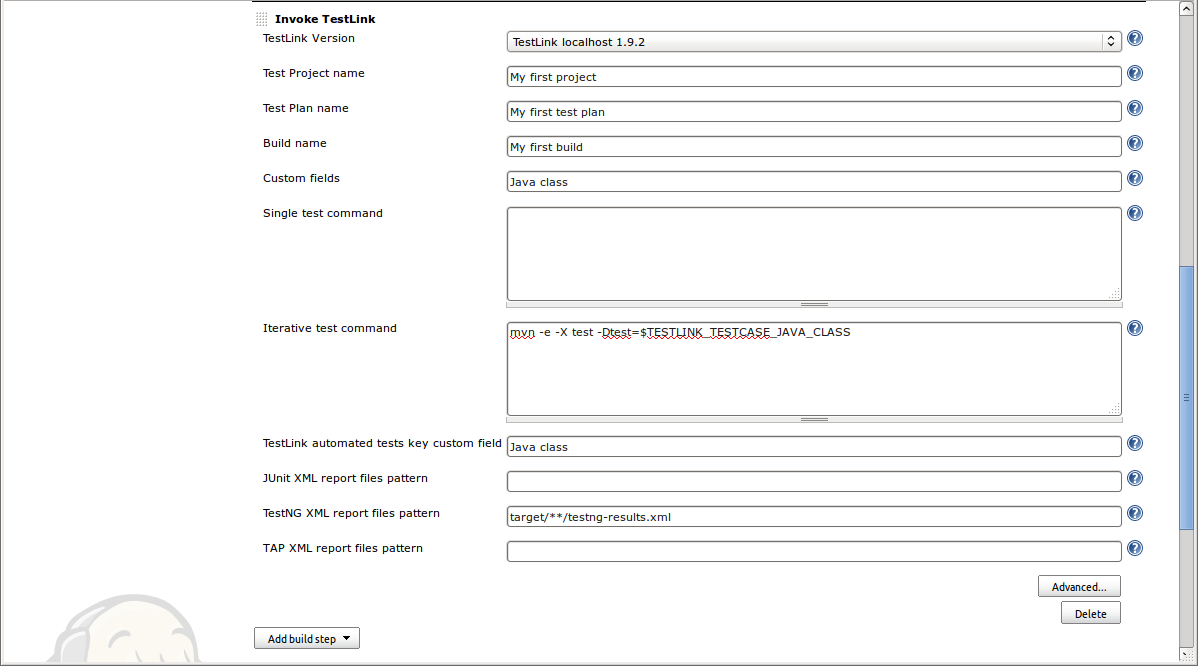 Invoke TestLink
TestLink Version
TestLink localhost 1.9.2
Test Project name
My first project
Test Plan name
My first test plan
Build name
My first build
Custom fields
Java class
Single test command
Iterative test command
mvn -e -X test -Dtest=$TESTLINK_TESTCASE_JAVA_CLASS
TestLink automated tests key custom field
Java class
JUnit XML report files pattern
TestNG XML report files pattern
target/**/testng-results.xml
TAP XML report files pattern
Advanced...
Delete
Add build step